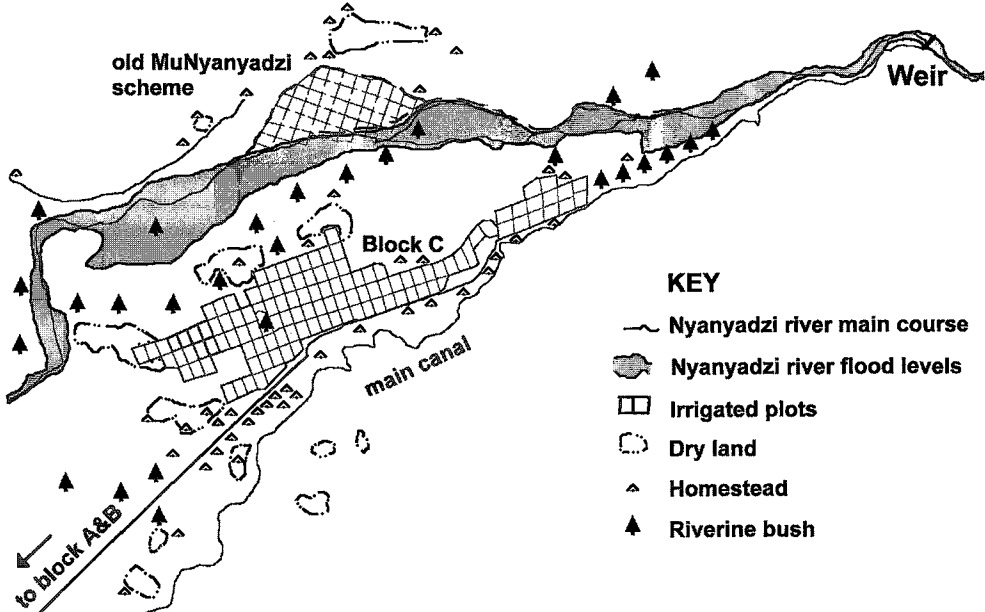 old MuNyanyadzi
scheme
Weir
Block C
main canal
to block A&B
KEY
Nyanyadzi river main course
Nyanyadzi river flood levels
Irrigated plots
Dry land
Homestead
Riverine bush